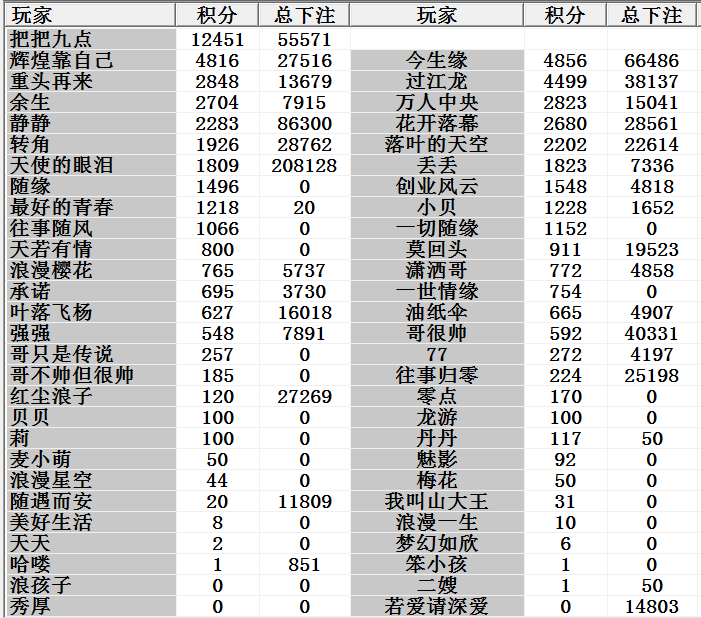 玩家 积分 总下注 玩家 积分 总下注
把把九点 12451 55571
辉煌靠自己 4816 27516 今生缘 4856 66486
重头再来 2848 13679 过江龙 4499 38137
余生 2704 7915 万人中央 2823 15041
静静 2283 86300 花开落幕 2680 28561
转角 1926 28762 落叶的天空 2202 22614
天使的眼泪 1809 208128 丢丢 1823 7336
随缘 1496 0 创业风云 1548 4818
最好的青春 1218 20 小贝 1228 1652
往事随风 1066 0 一切随缘 1152 0
天若有情 800 0 莫回头 911 19523
浪漫樱花 765 5737 潇洒哥 772 4858
承诺 695 3730 一世情缘 754 0
叶落飞杨 627 16018 油纸伞 665 4907
强强 548 7891 哥很帅 592 40331
哥只是传说 257 0 77 272 4197
哥不帅但很帅 185 0 往事归零 224 25198
红尘浪子 120 27269 零点 170 0
贝贝 100 0 龙游 100 0
莉 100 0 丹丹 117 50
麦小萌 50 0 魅影 92 0
浪漫星空 44 0 梅花 50 0
随遇而安 20 11809 我叫山大王 31 0
美好生活 8 0 浪漫一生 10 0
天天 2 0 梦幻如欣 6 0
哈喽 1 851 笨小孩 1 0
浪孩子 0 0 二嫂 1 50
秀厚 0 0 若爱请深爱 0 14803